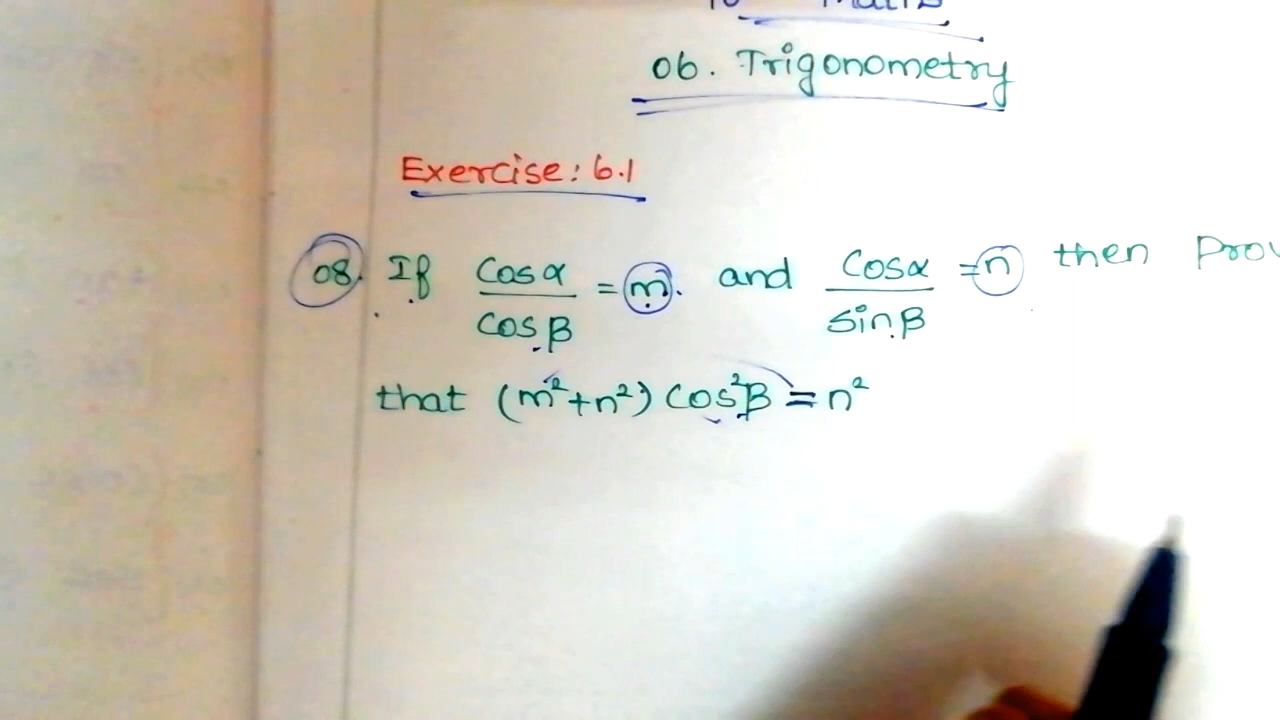 06. Trigonometry
Exercise: 6.1
08. If cosα/cosβ = m. and cosα/sinβ = n then
that (m²+n²) cos²β = n²